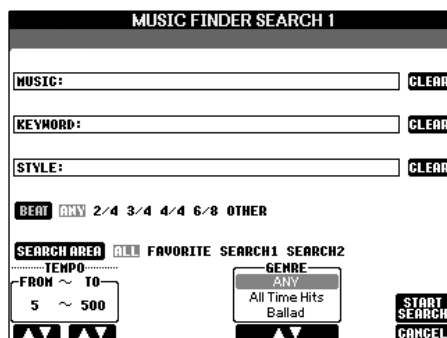 MUSIC FINDER SEARCH 1
MUSIC: CLEAR
KEYWORD: CLEAR
STYLE: CLEAR
BEAT ANY 2/4 3/4 4/4 6/8 OTHER
SEARCH AREA ALL FAVORITE SEARCH1 SEARCH2
TEMPO
FROM ~ TO
5 ~ 500
GENRE
ANY
All Time Hits
Ballad
START
SEARCH
CANCEL